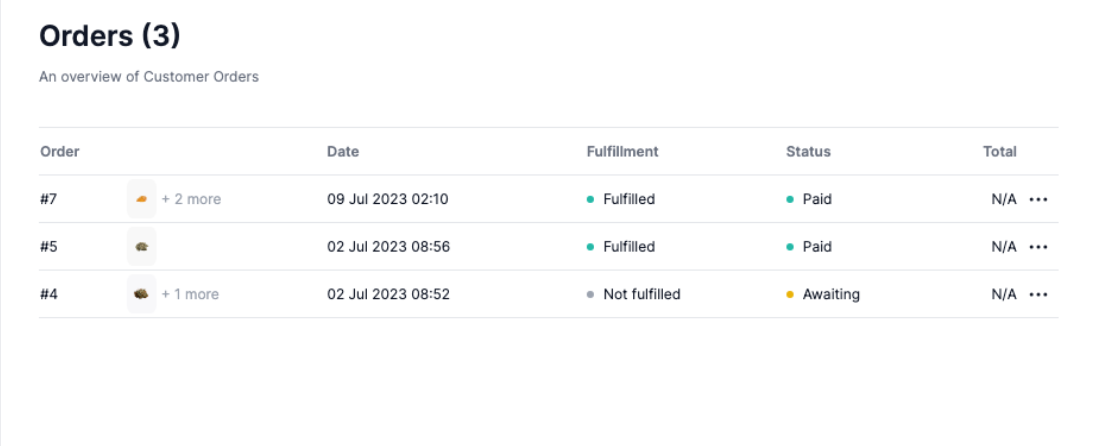 Orders (3)
An overview of Customer Orders
Order Date Fulfillment Status Total
#7 + 2 more 09 Jul 2023 02:10 Fulfilled Paid N/A
#5 02 Jul 2023 08:56 Fulfilled Paid N/A
#4 + 1 more 02 Jul 2023 08:52 Not fulfilled Awaiting N/A